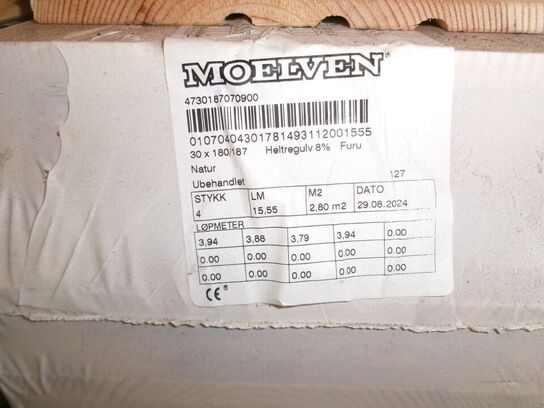 MOELVEN®
4730187070900
01070404301781493112001555
30 x 180/187 Heltregulv 8% Furu
Natur
Ubehandlet 127
STYKK LM M2 DATO
4 15,55 2,80 m2 29.08.2024
LØPMETER
3,94 3,88 3,79 3,94 0.00
0.00 0.00 0.00 0.00 0.00
0.00 0.00 0.00 0.00 0.00
CE®